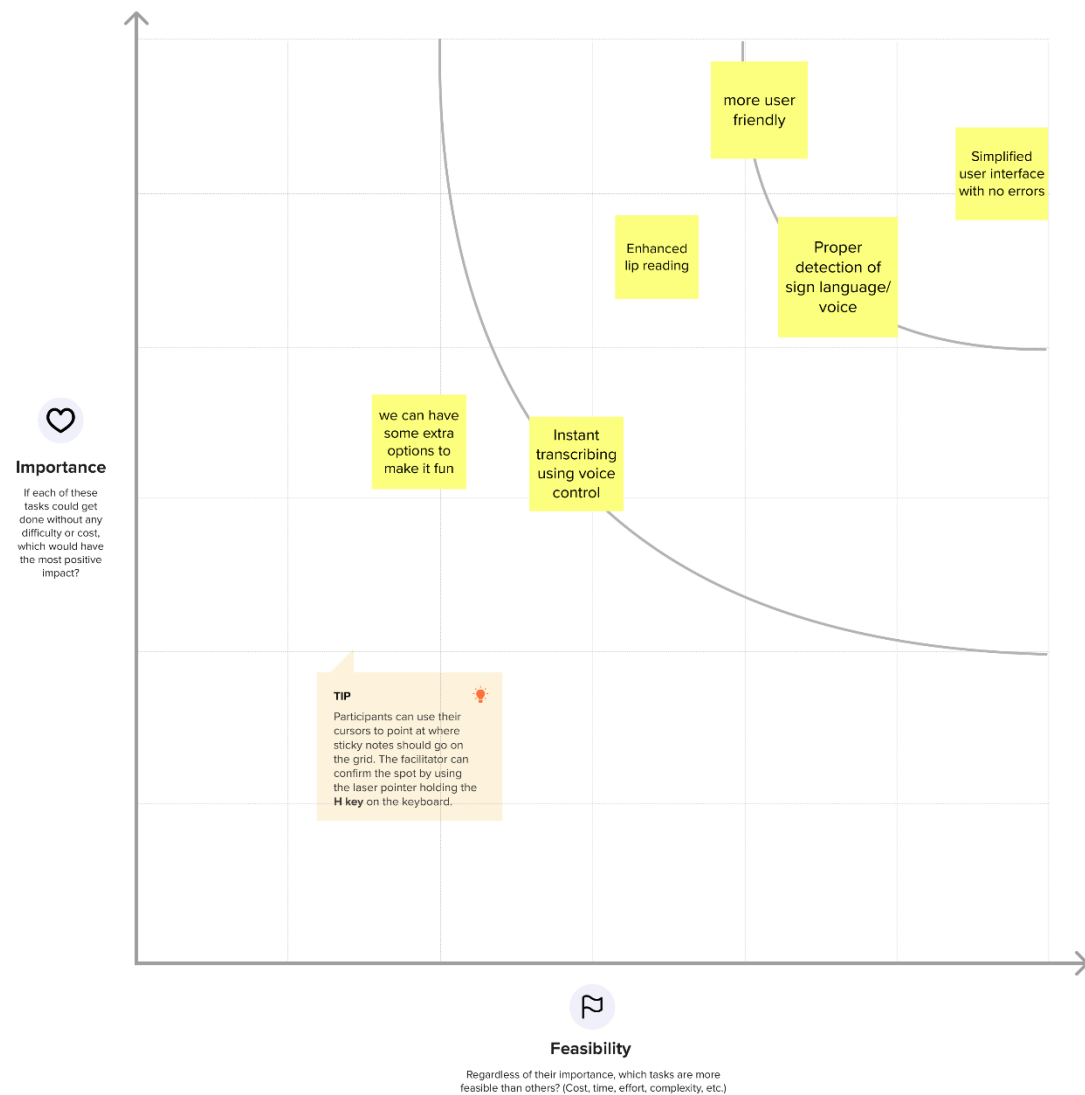 more user
friendly
Simplified
user interface
with no errors
Enhanced
lip reading
Proper
detection of
sign language/
voice
we can have
some extra
options to
make it fun
Instant
transcribing
using voice
control
Importance
If each of these
tasks could get
done without any
difficulty or cost,
which would have
the most positive
impact?
TIP
Participants can use their
cursors to point at where
sticky notes should go on
the grid. The facilitator can
confirm the spot by using
the laser pointer holding the
H key on the keyboard.
Feasibility
Regardless of their importance, which tasks are more
feasible than others? (Cost, time, effort, complexity, etc.)